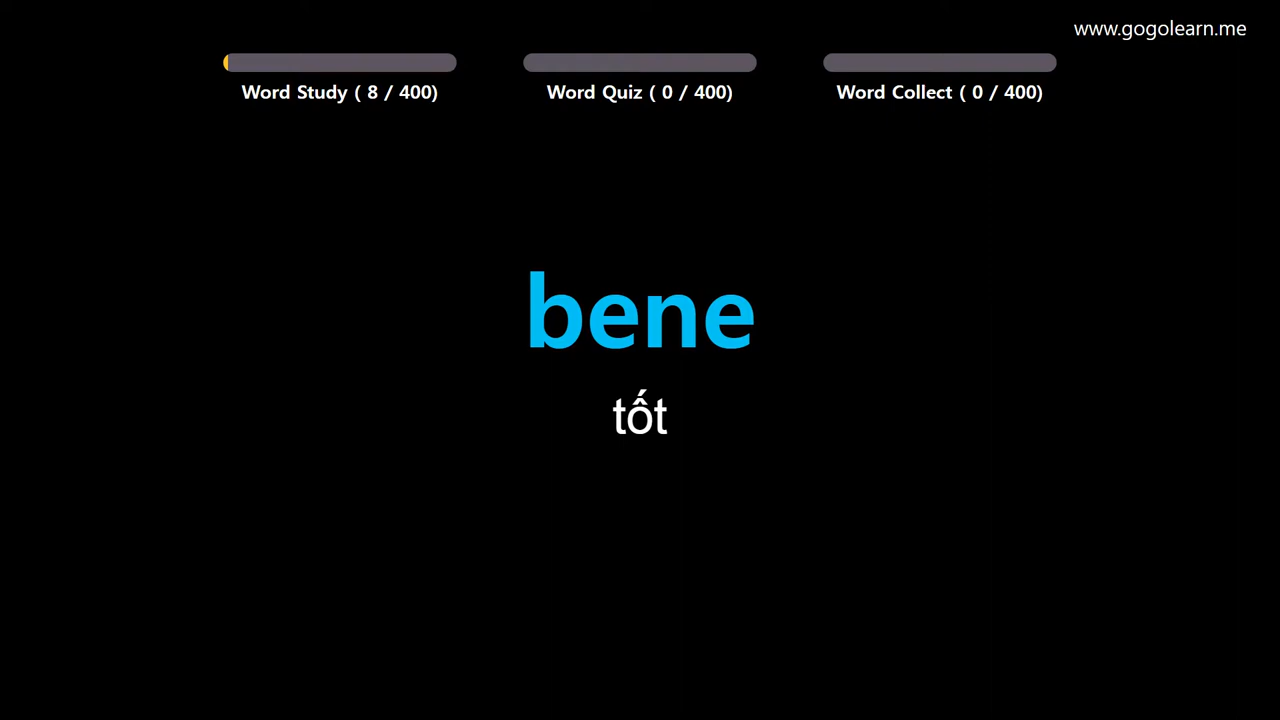 www.gogolearn.me
Word Study ( 8 / 400)
Word Quiz ( 0 / 400)
Word Collect ( 0 / 400)
bene
tốt